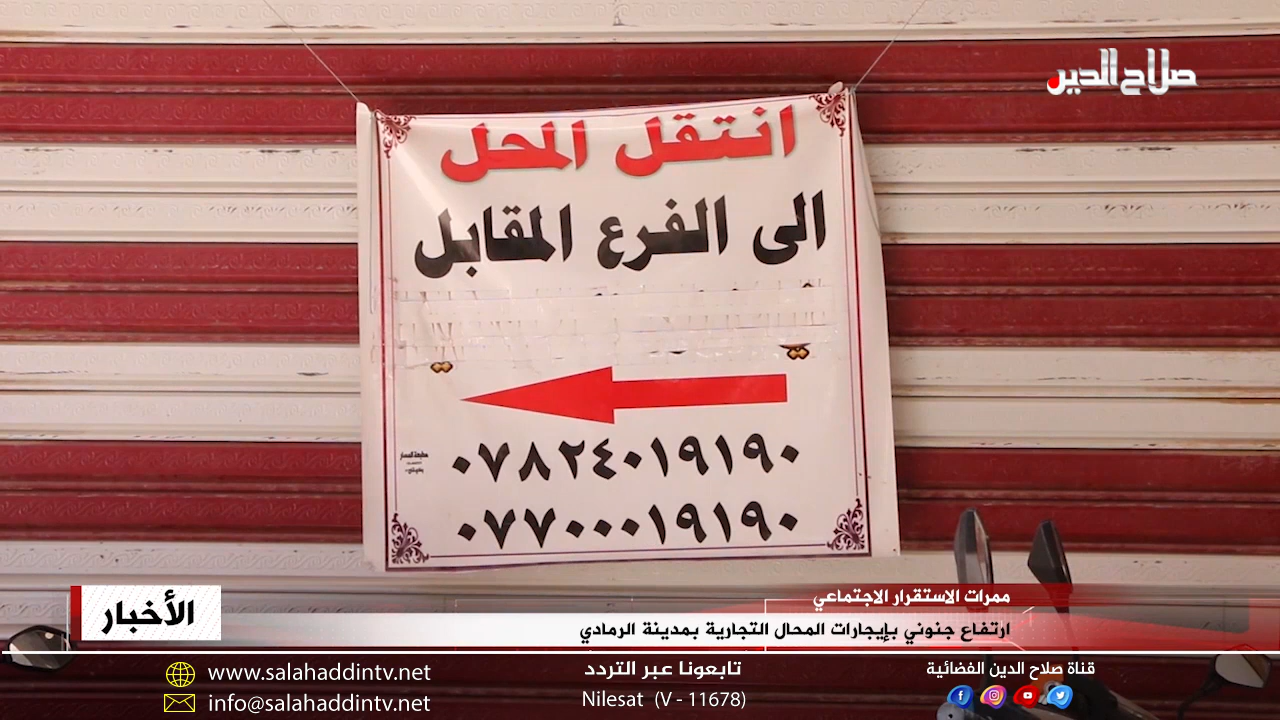 صلاح الدين
انتقل المحل
الى الفرع المقابل
٠٧٨٢٤٠١٩١٩٠
٠٧٧٠٠٠١٩١٩٠
ممرات الاستقرار الاجتماعي
ارتفاع جنوني بإيجارات المحال التجارية بمدينة الرمادي
الأخبار
قناة صلاح الدين الفضائية
تابعونا عبر التردد
Nilesat (V - 11678)
www.salahaddintv.net
info@salahaddintv.net